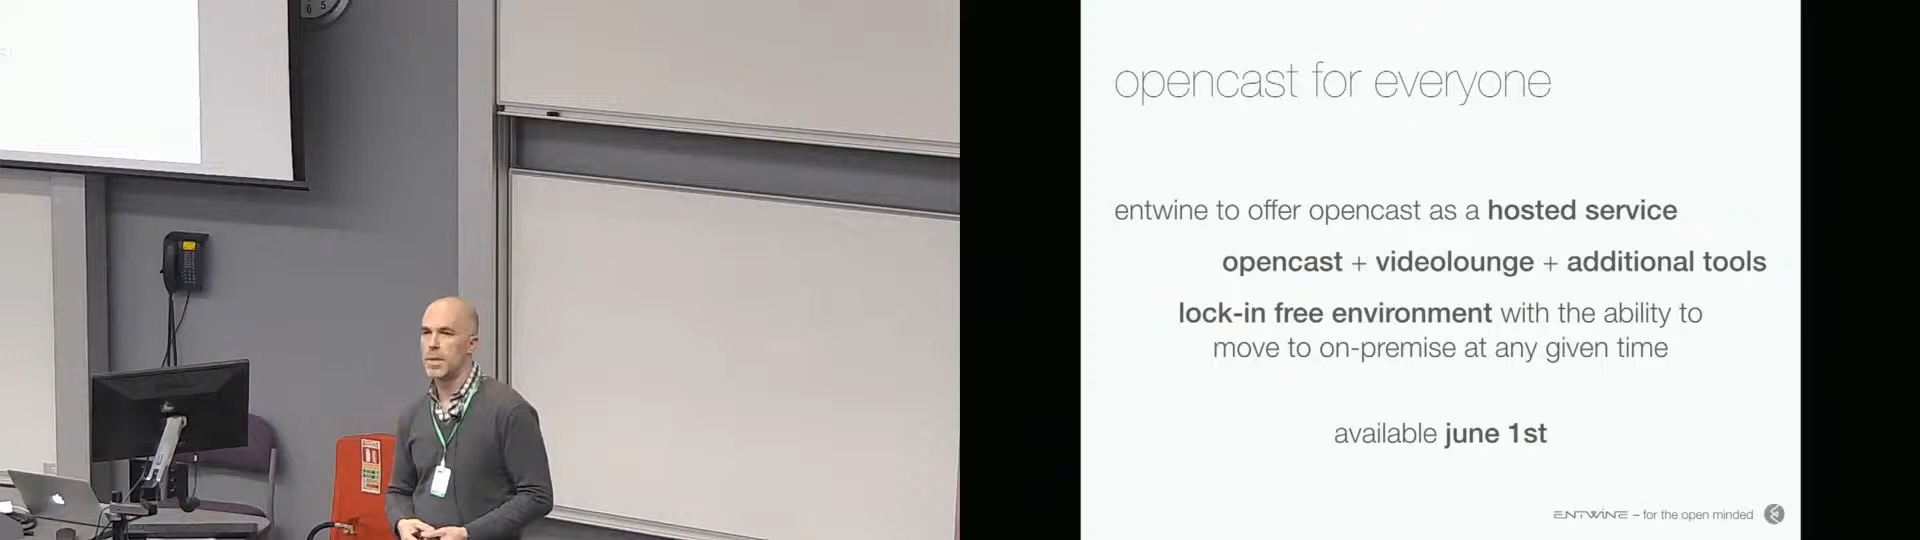 6 5
opencast for everyone
entwine to offer opencast as a hosted service
opencast + videolounge + additional tools
lock-in free environment with the ability to
move to on-premise at any given time
available june 1st
ENTWINE – for the open minded